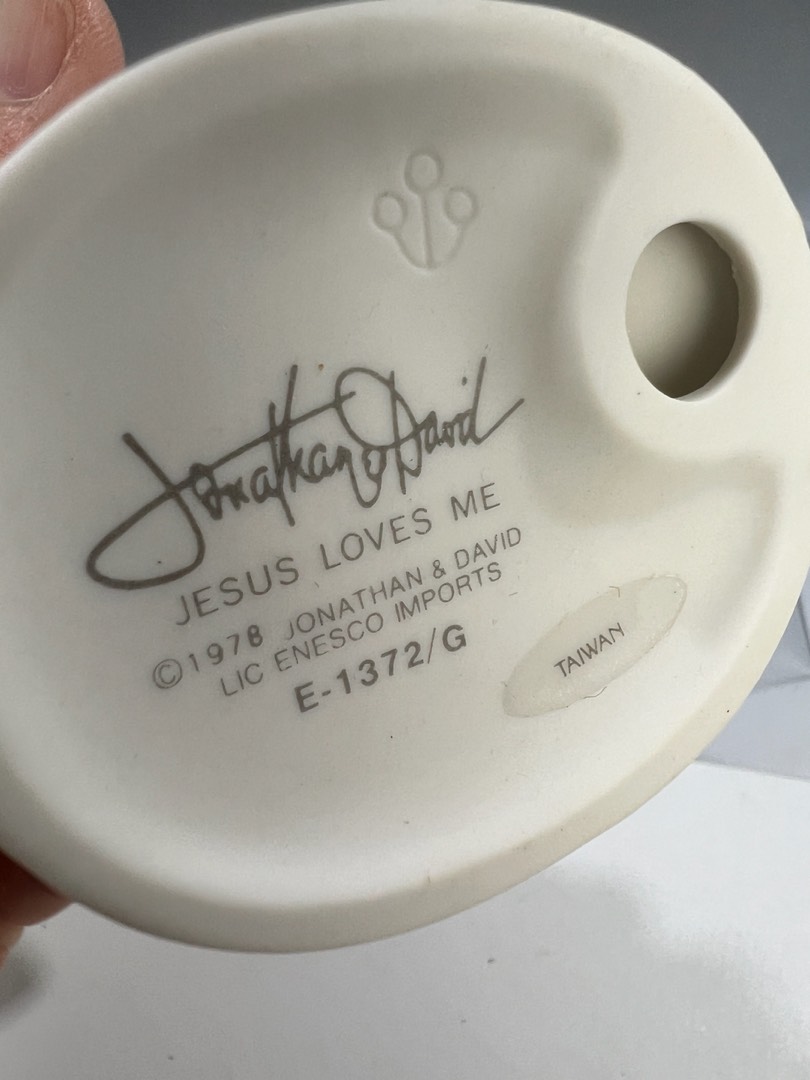 Jonathan & David
JESUS LOVES ME
©1978 JONATHAN & DAVID
LIC ENESCO IMPORTS
E-1372/G
TAIWAN